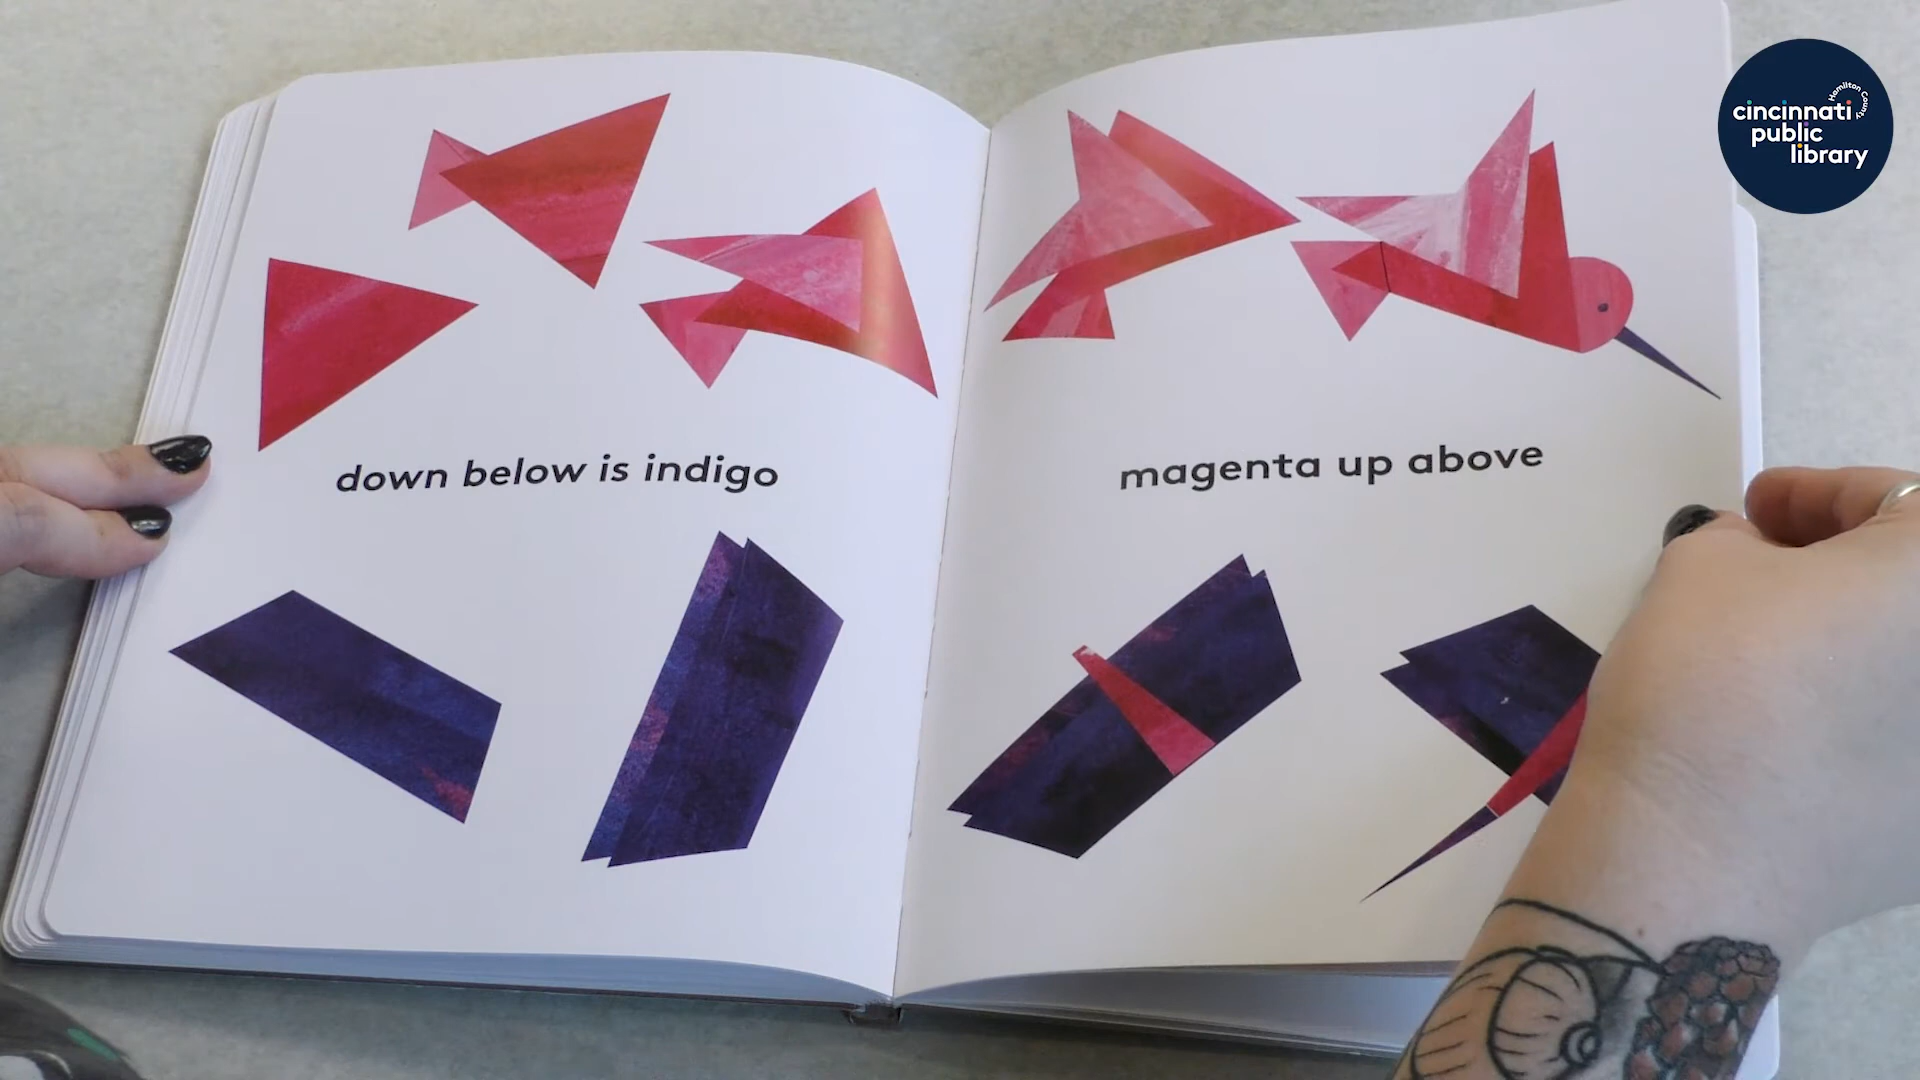 down below is indigo
magenta up above
cincinnati
public
library
Hamilton County